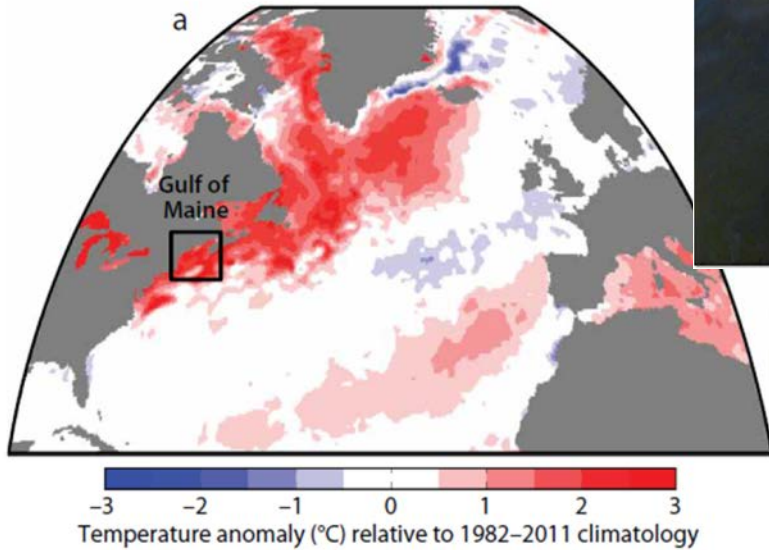 a
Gulf of
Maine
−3 −2 −1 0 1 2 3
Temperature anomaly (°C) relative to 1982–2011 climatology